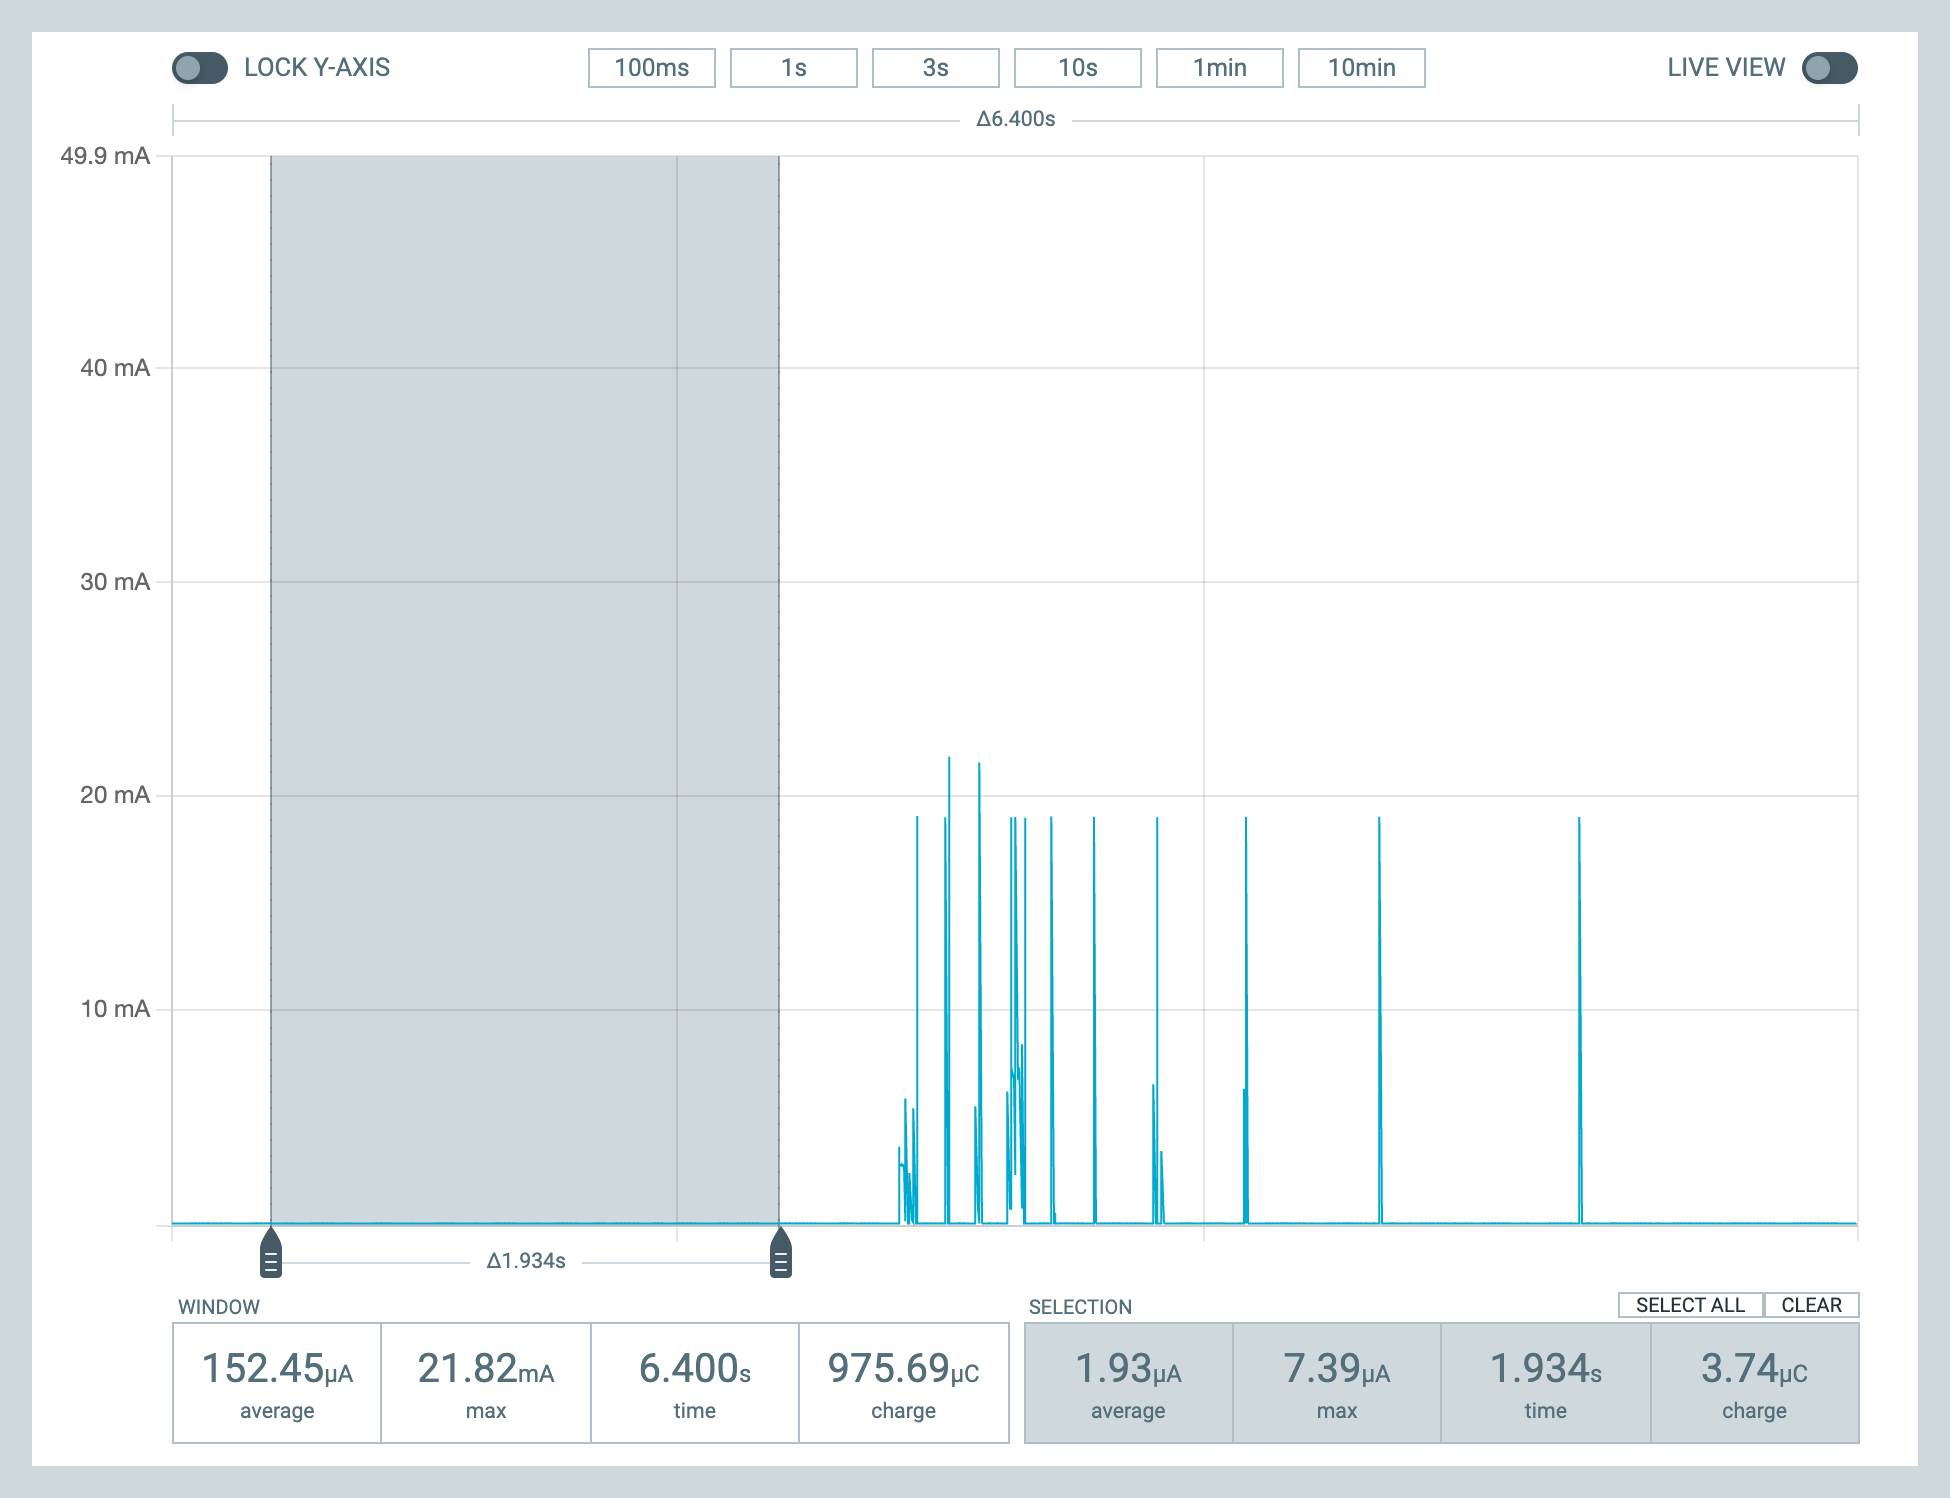 LOCK Y-AXIS 100ms 1s 3s 10s 1min 10min LIVE VIEW
Δ6.400s
49.9 mA
40 mA
30 mA
20 mA
10 mA
Δ1.934s
WINDOW SELECTION SELECT ALL CLEAR
152.45μA 21.82mA 6.400s 975.69μC 1.93μA 7.39μA 1.934s 3.74μC
average max time charge average max time charge